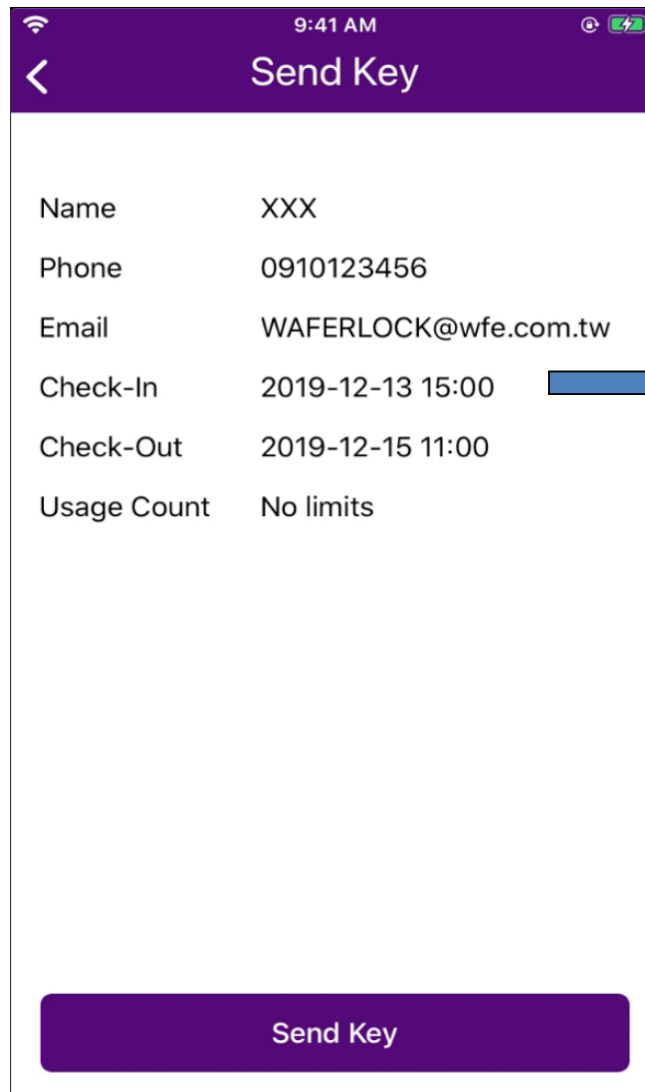 9:41 AM
Send Key
Name XXX
Phone 0910123456
Email WAFERLOCK@wfe.com.tw
Check-In 2019-12-13 15:00
Check-Out 2019-12-15 11:00
Usage Count No limits
Send Key